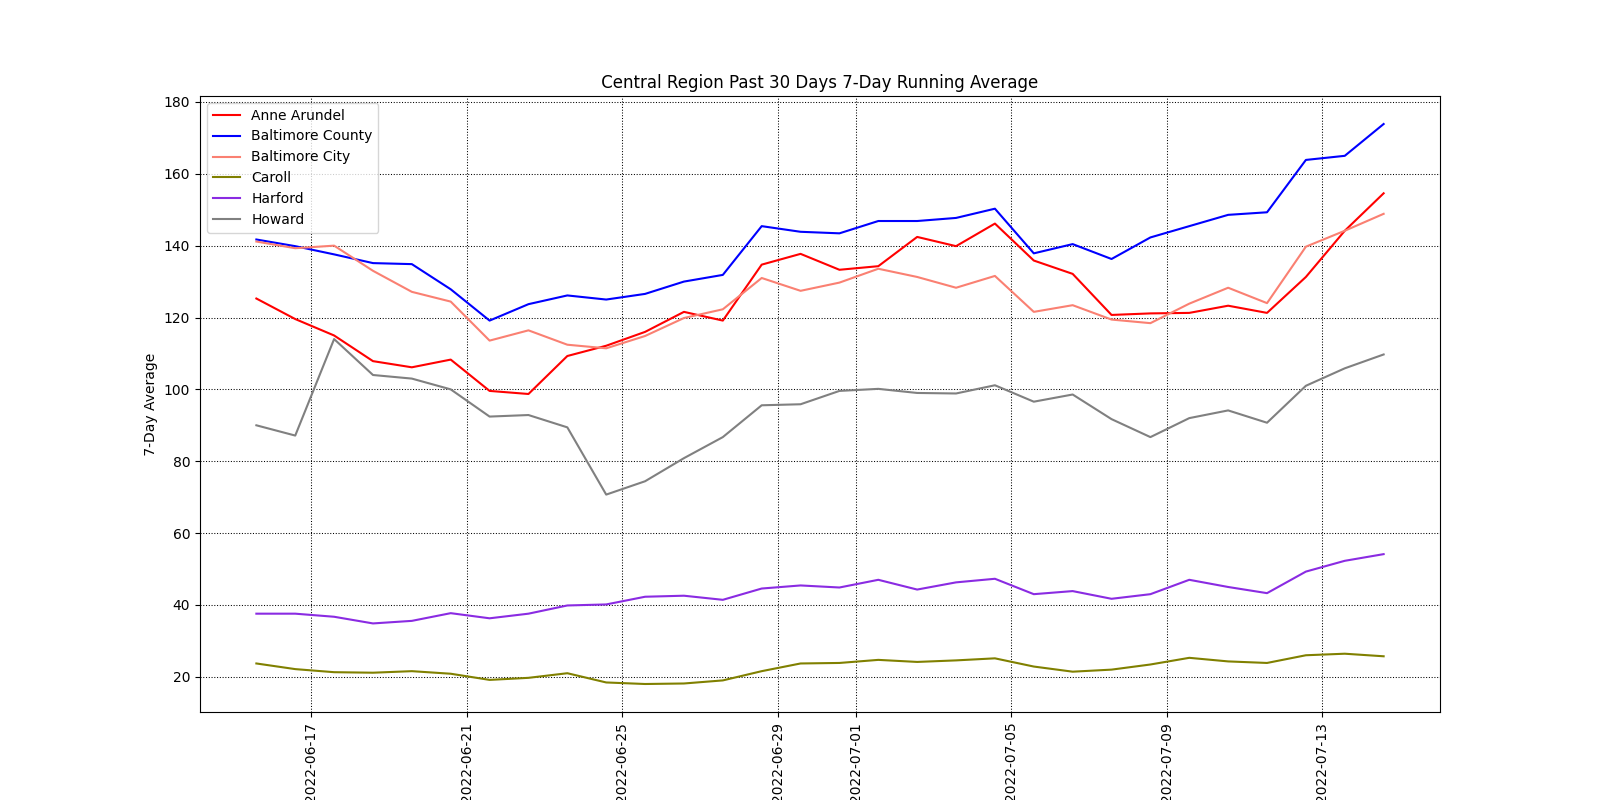 Central Region Past 30 Days 7-Day Running Average
Anne Arundel
Baltimore County
Baltimore City
Caroll
Harford
Howard
7-Day Average
180
160
140
120
100
80
60
40
20
2022-06-17
2022-06-21
2022-06-25
2022-06-29
2022-07-01
2022-07-05
2022-07-09
2022-07-13